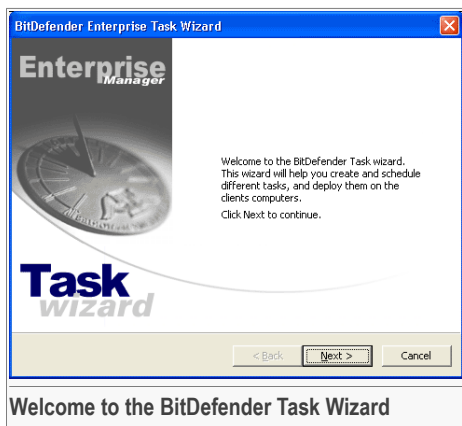 BitDefender Enterprise Task Wizard
Enterprise
Manager
Welcome to the BitDefender Task wizard.
This wizard will help you create and schedule
different tasks, and deploy them on the
clients computers.
Click Next to continue.
Task
wizard
< Back
Next >
Cancel
Welcome to the BitDefender Task Wizard